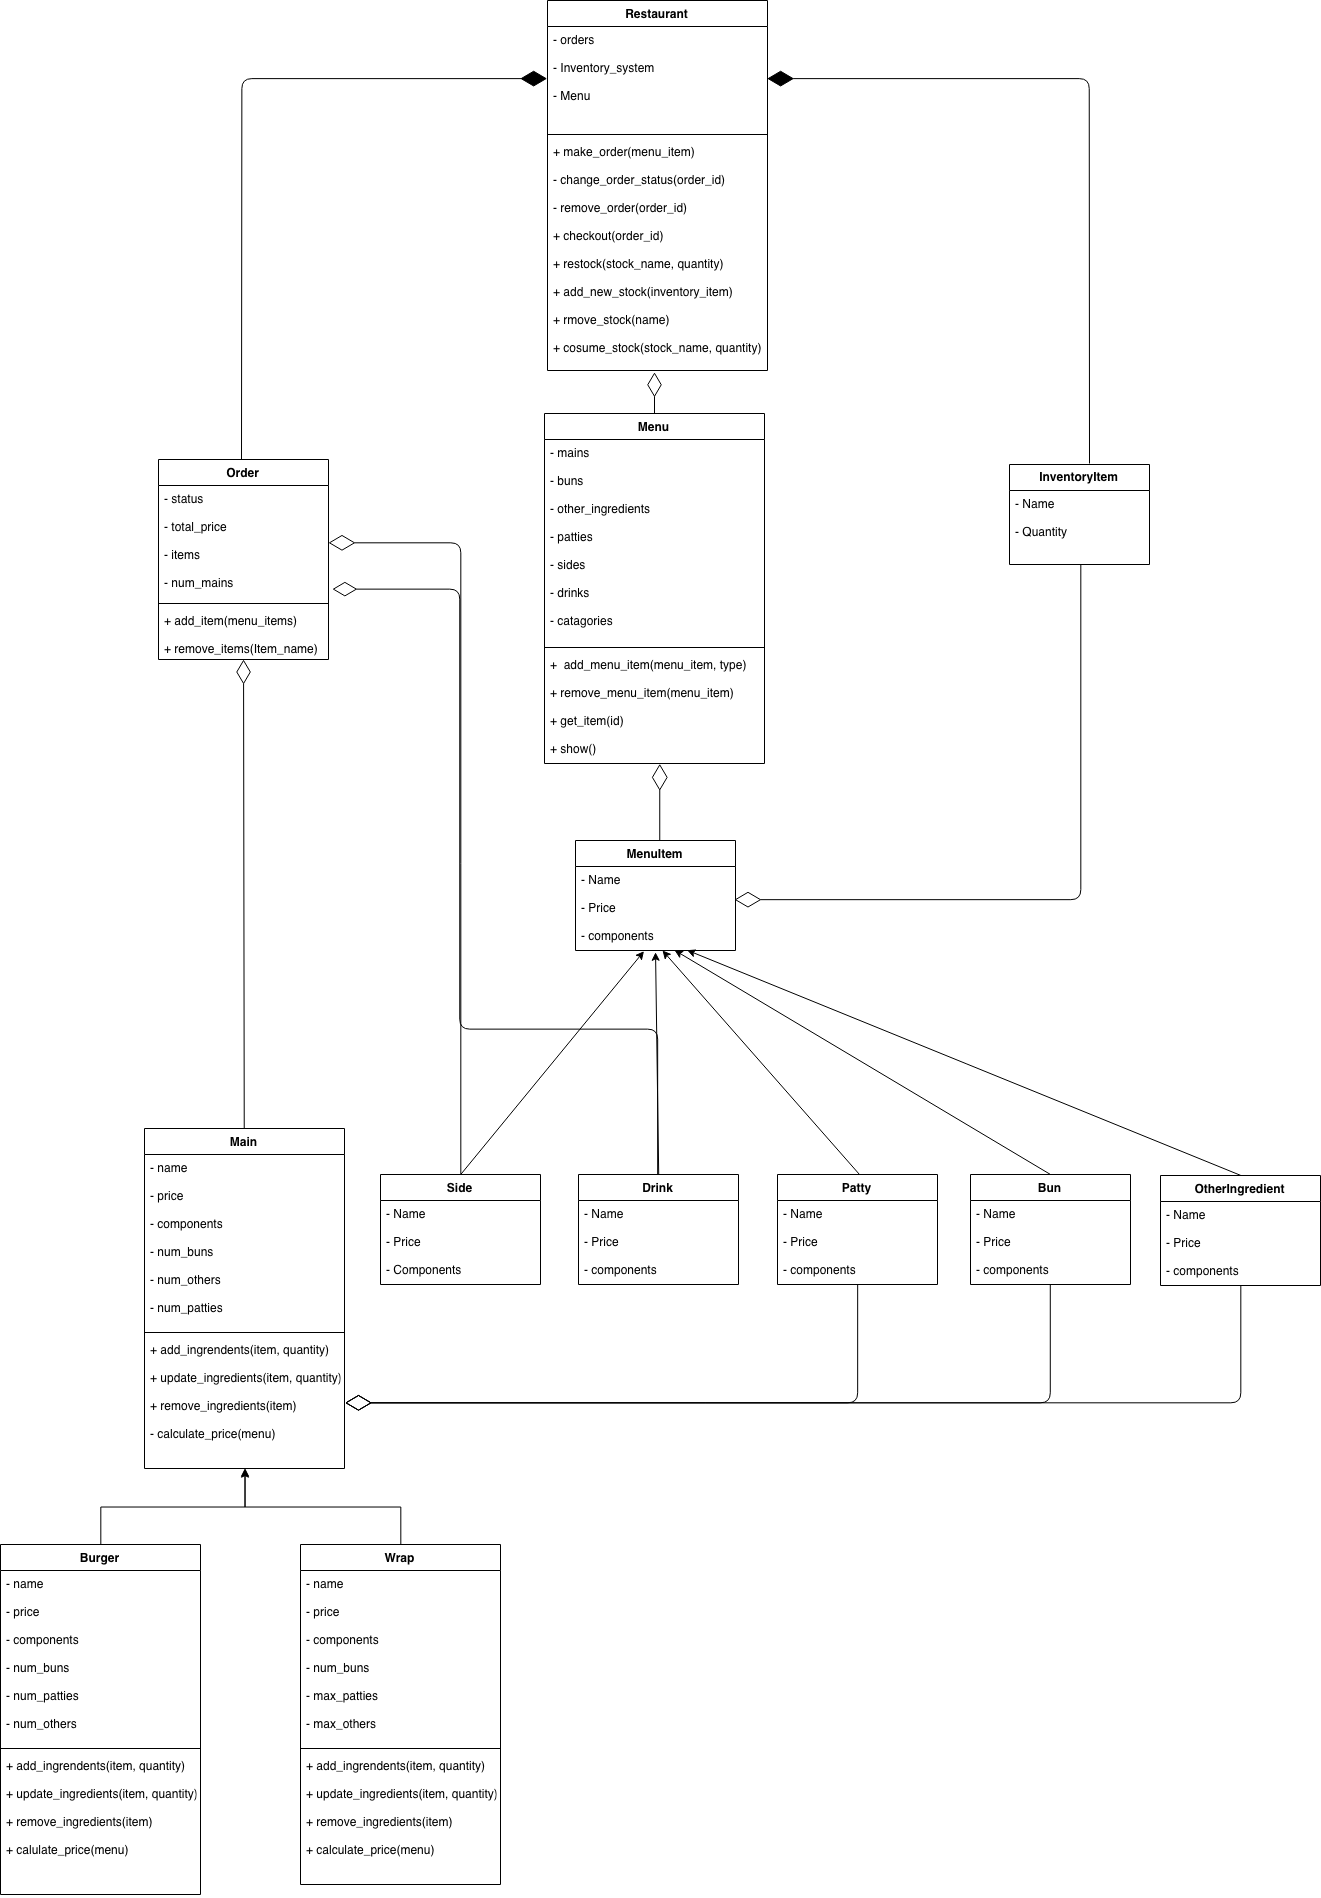 Restaurant
- orders
- Inventory_system
- Menu
+ make_order(menu_item)
- change_order_status(order_id)
- remove_order(order_id)
+ checkout(order_id)
+ restock(stock_name, quantity)
+ add_new_stock(inventory_item)
+ rmove_stock(name)
+ cosume_stock(stock_name, quantity)
Order
- status
- total_price
- items
- num_mains
+ add_item(menu_items)
+ remove_items(Item_name)
Menu
- mains
- buns
- other_ingredients
- patties
- sides
- drinks
- catagories
+ add_menu_item(menu_item, type)
+ remove_menu_item(menu_item)
+ get_item(id)
+ show()
InventoryItem
- Name
- Quantity
MenuItem
- Name
- Price
- components
Main
- name
- price
- components
- num_buns
- num_others
- num_patties
+ add_ingrendents(item, quantity)
+ update_ingredients(item, quantity)
+ remove_ingredients(item)
- calculate_price(menu)
Side
- Name
- Price
- Components
Drink
- Name
- Price
- components
Patty
- Name
- Price
- components
Bun
- Name
- Price
- components
OtherIngredient
- Name
- Price
- components
Burger
- name
- price
- components
- num_buns
- num_patties
- num_others
+ add_ingrendents(item, quantity)
+ update_ingredients(item, quantity)
+ remove_ingredients(item)
+ calulate_price(menu)
Wrap
- name
- price
- components
- num_buns
- max_patties
- max_others
+ add_ingrendents(item, quantity)
+ update_ingredients(item, quantity)
+ remove_ingredients(item)
+ calculate_price(menu)